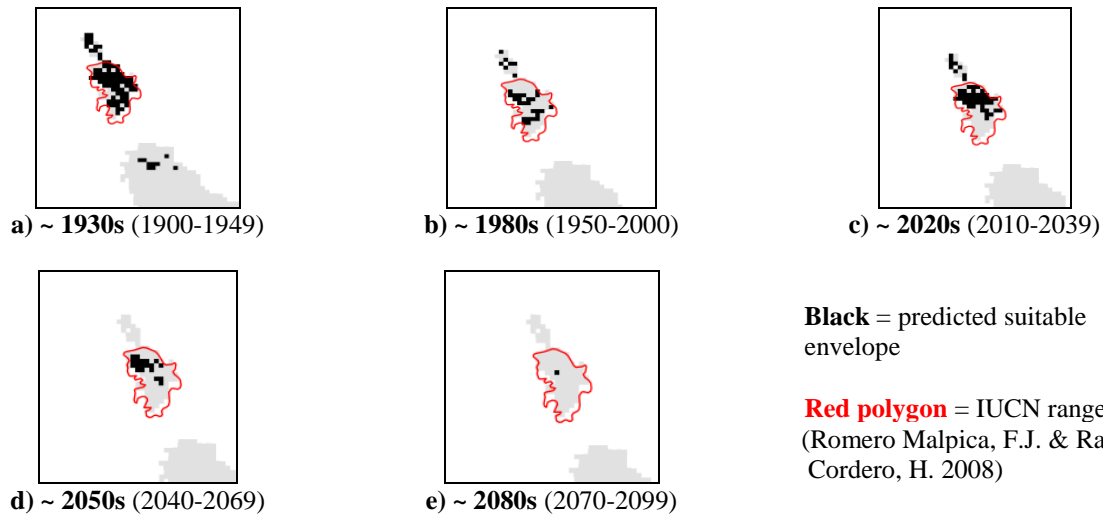 a) ~ 1930s (1900-1949)
b) ~ 1980s (1950-2000)
c) ~ 2020s (2010-2039)
d) ~ 2050s (2040-2069)
e) ~ 2080s (2070-2099)
Black = predicted suitable
envelope
Red polygon = IUCN range
(Romero Malpica, F.J. & Ra
Cordero, H. 2008)